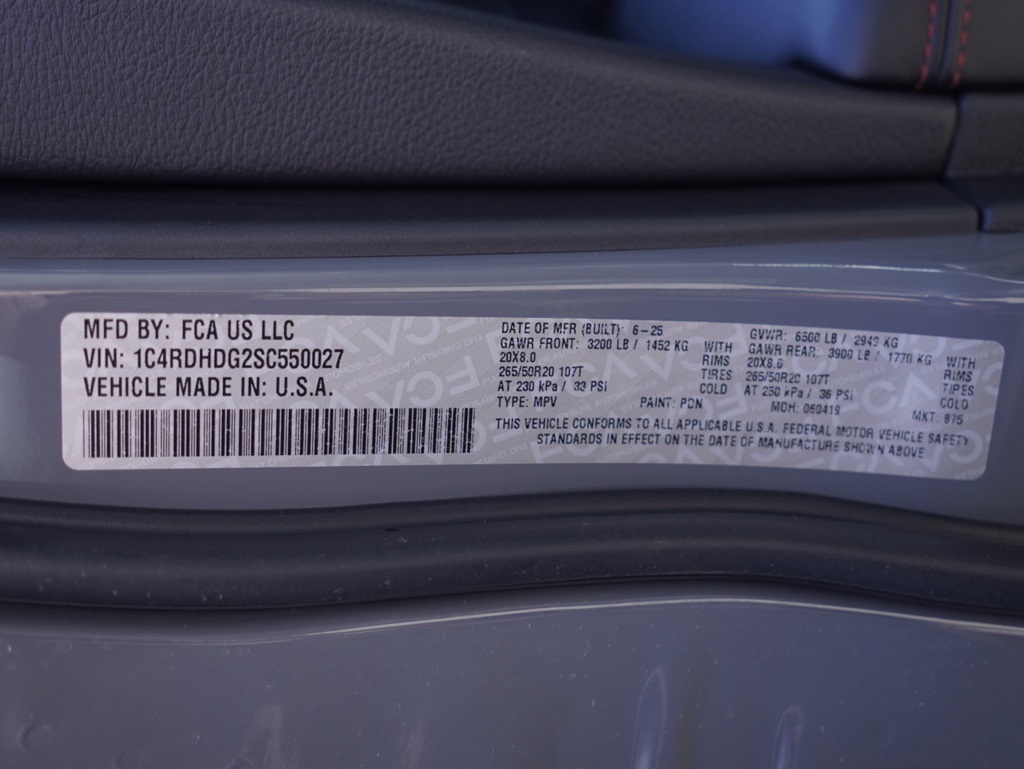 MFD BY: FCA US LLC
VIN: 1C4RDHDG2SC550027
VEHICLE MADE IN: U.S.A.
DATE OF MFR (BUILT): 6-25
GAWR FRONT: 3200 LB / 1452 KG WITH
20X8.0 RIMS
265/50R20 107T TIRES
AT 230 kPa / 33 PSI COLD
TYPE: MPV PAINT: PDN
GVWR: 6500 LB / 2949 KG
GAWR REAR: 3900 LB / 1770 KG WITH
20X8.0 RIMS
265/50R20 107T TIRES
AT 250 kPa / 36 PSI COLD
MDH: 060419 MKT: 875
THIS VEHICLE CONFORMS TO ALL APPLICABLE U.S.A. FEDERAL MOTOR VEHICLE SAFETY
STANDARDS IN EFFECT ON THE DATE OF MANUFACTURE SHOWN ABOVE